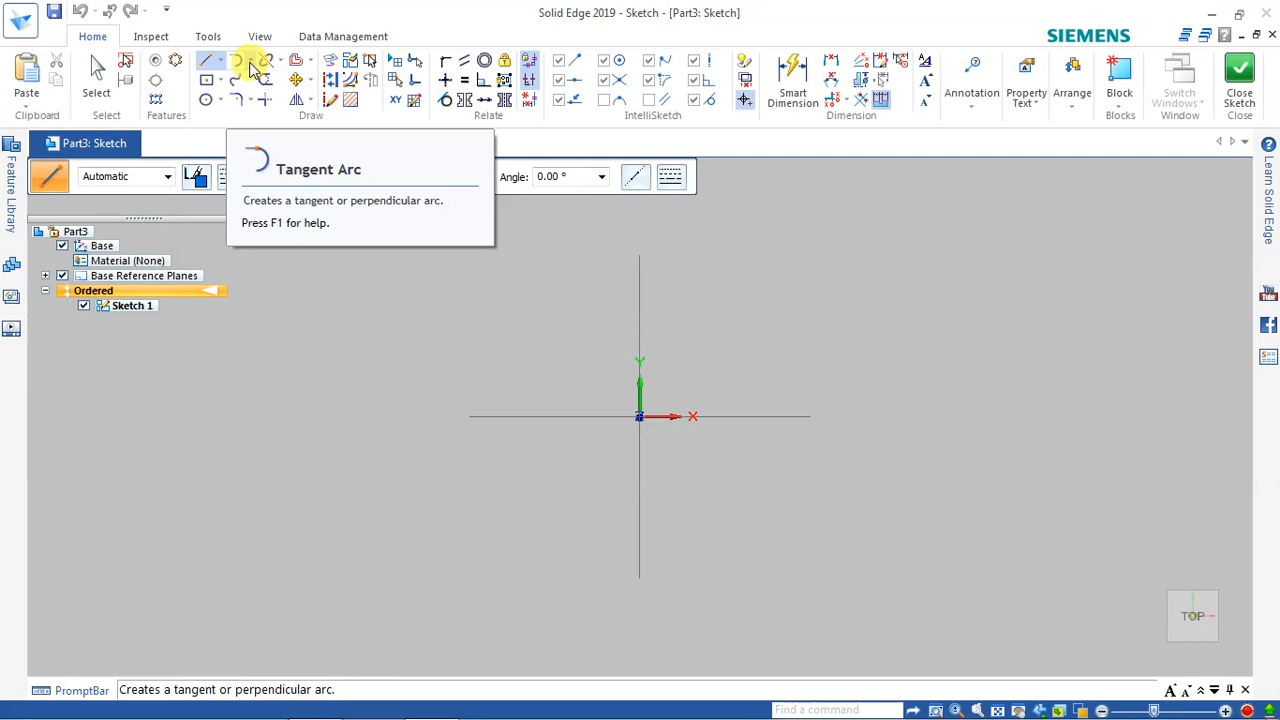 Solid Edge 2019 - Sketch - [Part3: Sketch]
Home Inspect Tools View Data Management
SIEMENS
Paste
Select
Smart Dimension
Annotation
Property Text
Arrange
Block
Switch Windows
Close Sketch
Clipboard Select Features Draw Relate IntelliSketch Dimension Blocks Window Close
Part3: Sketch
Automatic
Angle: 0.00 °
Tangent Arc
Creates a tangent or perpendicular arc.
Press F1 for help.
Feature Library
Learn Solid Edge
You Tube
Part3
Base
Material (None)
Base Reference Planes
Ordered
Sketch 1
Y
X
TOP
PromptBar Creates a tangent or perpendicular arc.
Find a command